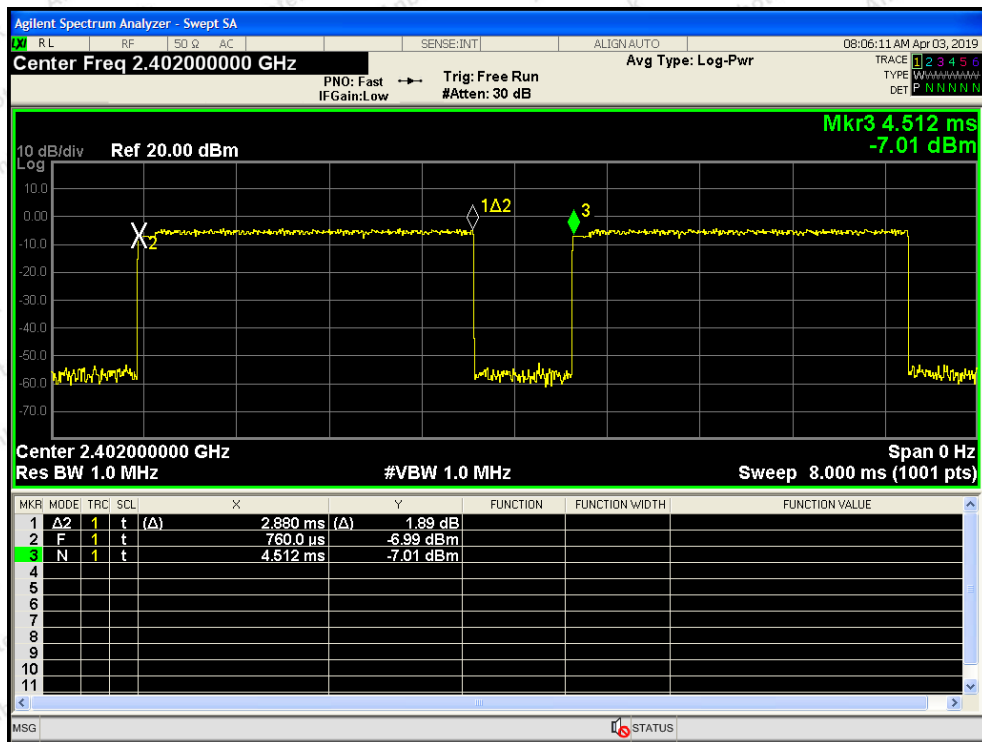 Agilent Spectrum Analyzer - Swept SA
LXI RL RF 50 Ω AC SENSE:INT ALIGN AUTO 08:06:11 AM Apr 03, 2019
Center Freq 2.402000000 GHz Avg Type: Log-Pwr TRACE 1 2 3 4 5 6
PNO: Fast Trig: Free Run TYPE WWWWWW
IFGain:Low #Atten: 30 dB DET P N N N N N
Mkr3 4.512 ms
10 dB/div Ref 20.00 dBm -7.01 dBm
Log
10.0
0.00
-10.0
-20.0
-30.0
-40.0
-50.0
-60.0
-70.0
2
1Δ2
3
Center 2.402000000 GHz Span 0 Hz
Res BW 1.0 MHz #VBW 1.0 MHz Sweep 8.000 ms (1001 pts)
MKR MODE TRC SCL X Y FUNCTION FUNCTION WIDTH FUNCTION VALUE
1 Δ2 1 t (Δ) 2.880 ms (Δ) 1.89 dB
2 F 1 t 760.0 µs -6.99 dBm
3 N 1 t 4.512 ms -7.01 dBm
4
5
6
7
8
9
10
11
MSG STATUS